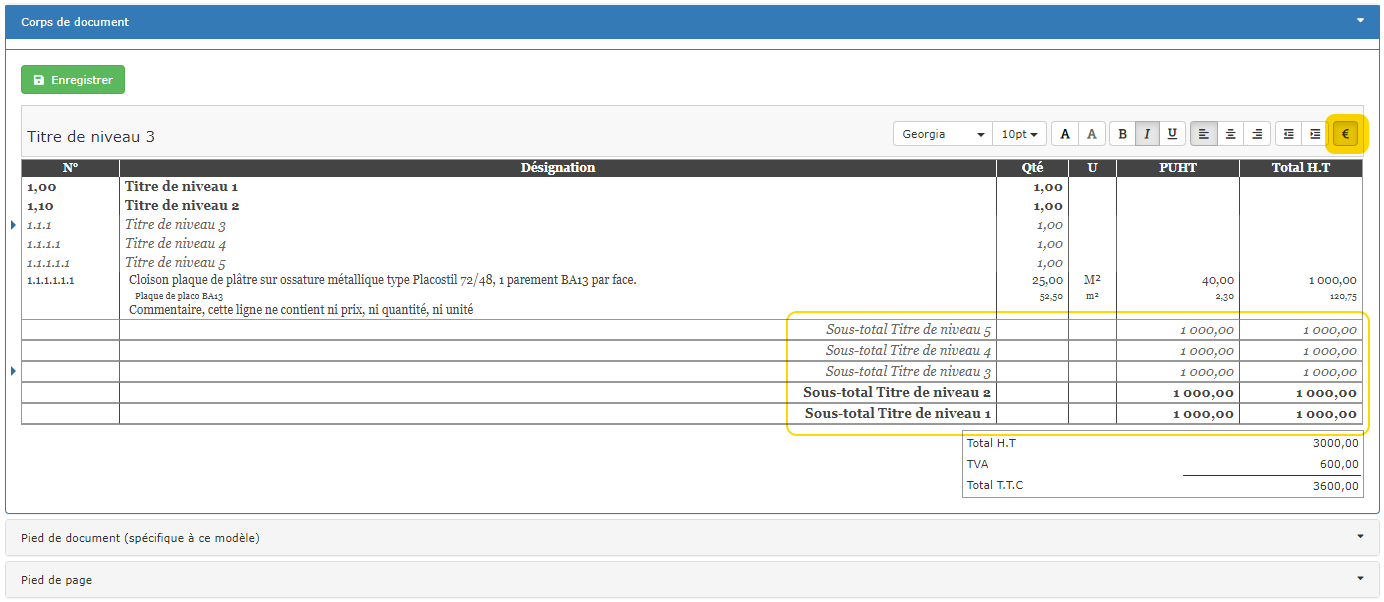 Corps de document
Enregistrer
Titre de niveau 3 Georgia 10pt A A B I U €
N° Désignation Qté U PUHT Total H.T
1,00 Titre de niveau 1 1,00
1,10 Titre de niveau 2 1,00
1.1.1 Titre de niveau 3 1,00
1.1.1.1 Titre de niveau 4 1,00
1.1.1.1.1 Titre de niveau 5 1,00
1.1.1.1.1.1 Cloison plaque de plâtre sur ossature métallique type Placostil 72/48, 1 parement BA13 par face. 25,00 M² 40,00 1 000,00
Plaque de placo BA13 52,50 m² 2,30 120,75
Commentaire, cette ligne ne contient ni prix, ni quantité, ni unité
Sous-total Titre de niveau 5 1 000,00 1 000,00
Sous-total Titre de niveau 4 1 000,00 1 000,00
Sous-total Titre de niveau 3 1 000,00 1 000,00
Sous-total Titre de niveau 2 1 000,00 1 000,00
Sous-total Titre de niveau 1 1 000,00 1 000,00
Total H.T 3000,00
TVA 600,00
Total T.T.C 3600,00
Pied de document (spécifique à ce modèle)
Pied de page